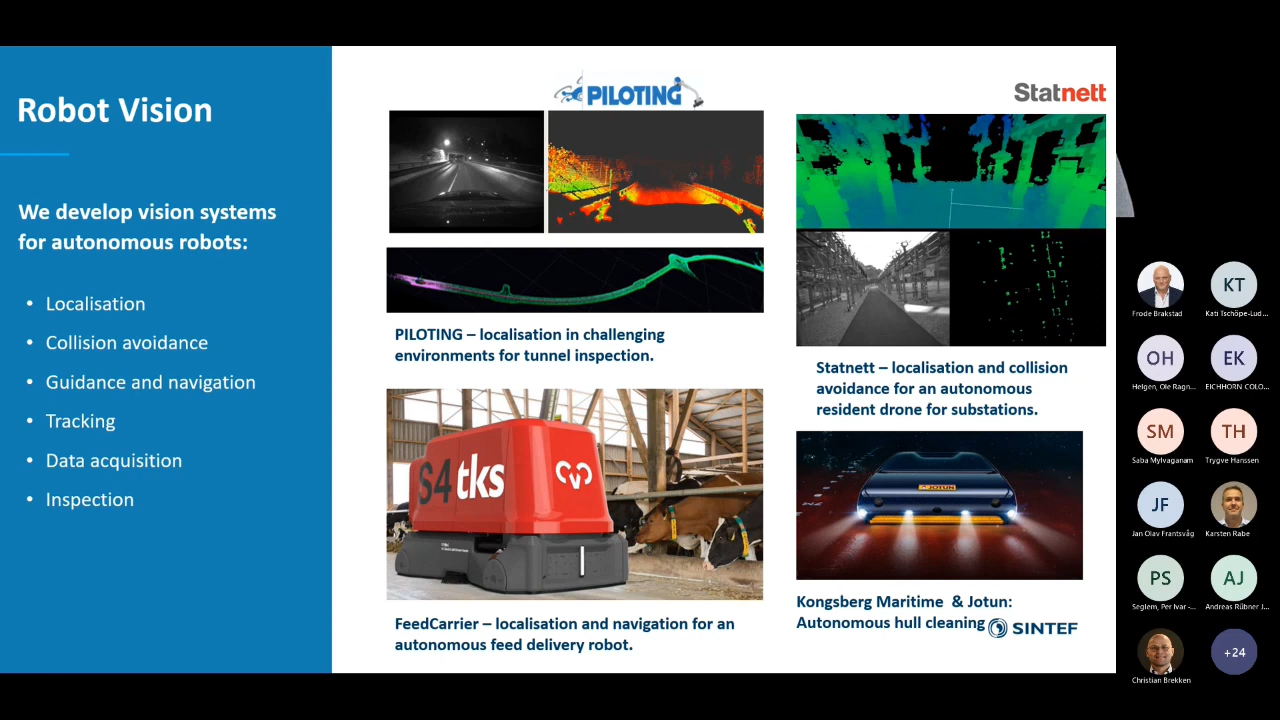 Robot Vision
We develop vision systems
for autonomous robots:
• Localisation
• Collision avoidance
• Guidance and navigation
• Tracking
• Data acquisition
• Inspection
PILOTING
PILOTING – localisation in challenging
environments for tunnel inspection.
S4 tks
FeedCarrier – localisation and navigation for an
autonomous feed delivery robot.
Statnett
Statnett – localisation and collision
avoidance for an autonomous
resident drone for substations.
JOTUN
Kongsberg Maritime & Jotun:
Autonomous hull cleaning
SINTEF
Frode Brakstad
KT
Kati Tschöpe-Lud...
OH
Helgen, Ole Ragn...
EK
EICHHORN COLO...
SM
Saba Mylvaganam
TH
Trygve Hanssen
JF
Jan Olav Frantsvåg
Karsten Rabe
PS
Seglem, Per Ivar -...
AJ
Andreas Rübner J...
Christian Brekken
+24